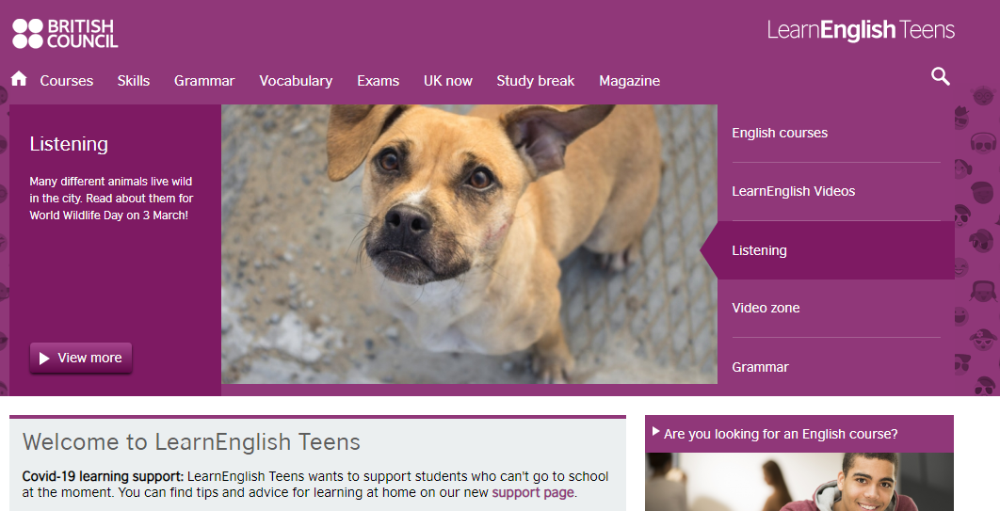 BRITISH
COUNCIL
LearnEnglish Teens
Courses Skills Grammar Vocabulary Exams UK now Study break Magazine
Listening
Many different animals live wild
in the city. Read about them for
World Wildlife Day on 3 March!
View more
English courses
LearnEnglish Videos
Listening
Video zone
Grammar
Welcome to LearnEnglish Teens
Covid-19 learning support: LearnEnglish Teens wants to support students who can't go to school
at the moment. You can find tips and advice for learning at home on our new support page.
Are you looking for an English course?